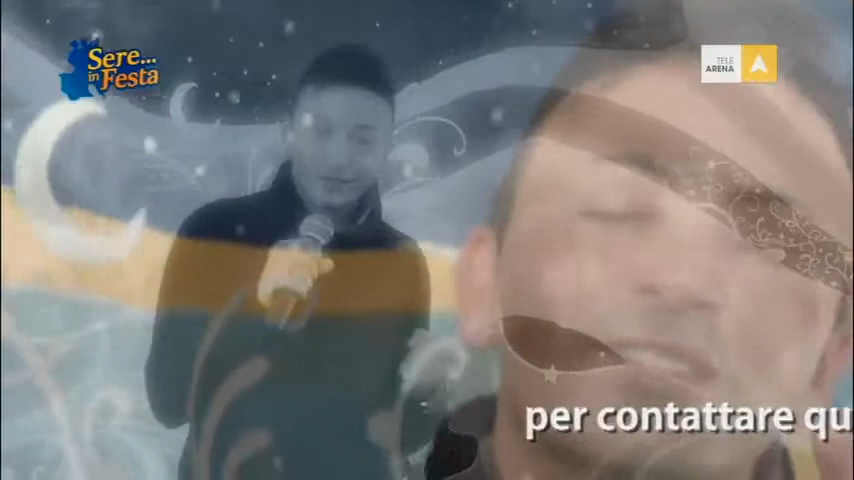 Sere...
in Festa
TELE
ARENA
per contattare qu